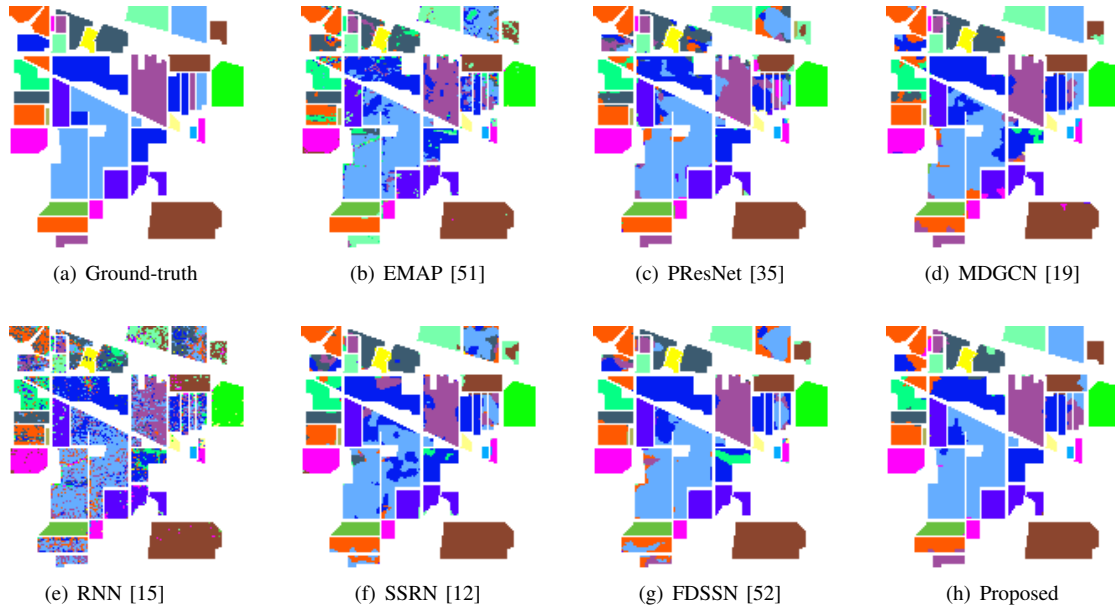 (a) Ground-truth
(b) EMAP [51]
(c) PResNet [35]
(d) MDGCN [19]
(e) RNN [15]
(f) SSRN [12]
(g) FDSSN [52]
(h) Proposed